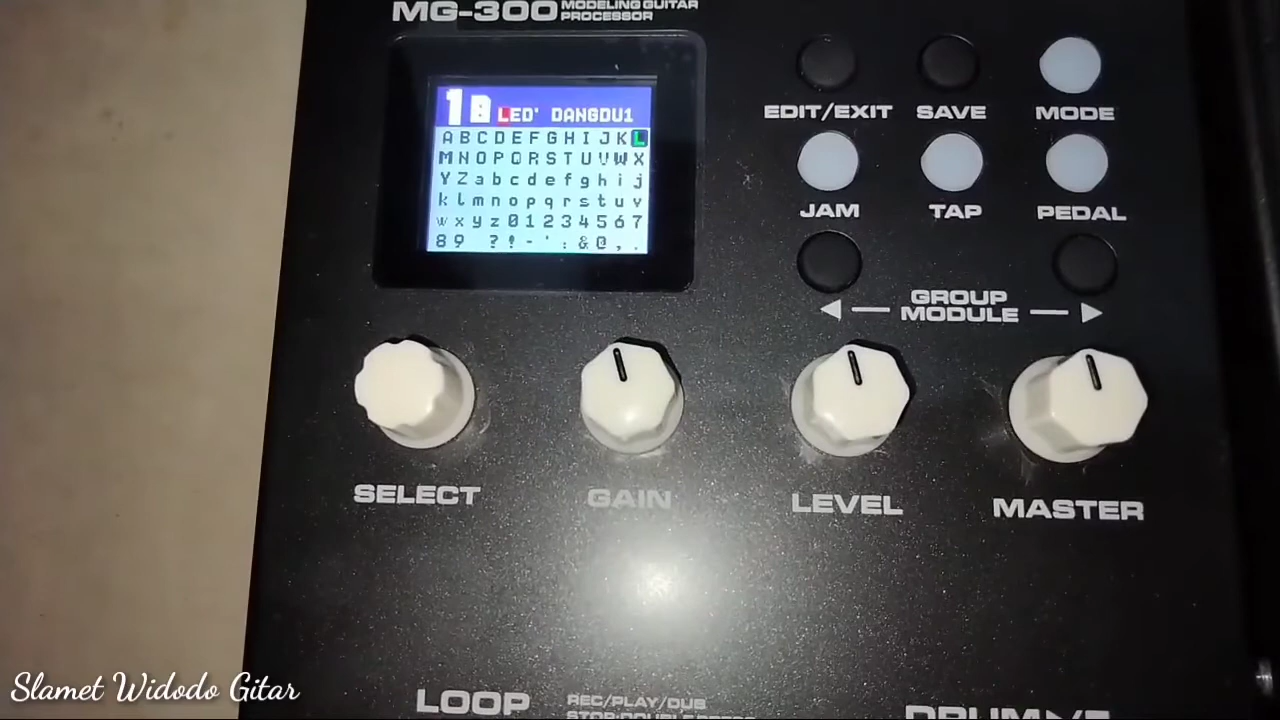 MG-300 MODELING GUITAR
PROCESSOR
1B LED' DANGDU1
A B C D E F G H I J K L
M N O P Q R S T U V W X
Y Z a b c d e f g h i j
k l m n o p q r s t u v
w x y z 0 1 2 3 4 5 6 7
8 9 ? ! - ' : & @ , .
EDIT/EXIT SAVE MODE
JAM TAP PEDAL
GROUP
MODULE
SELECT GAIN LEVEL MASTER
LOOP REC/PLAY/DUB
Slamet Widodo Gitar